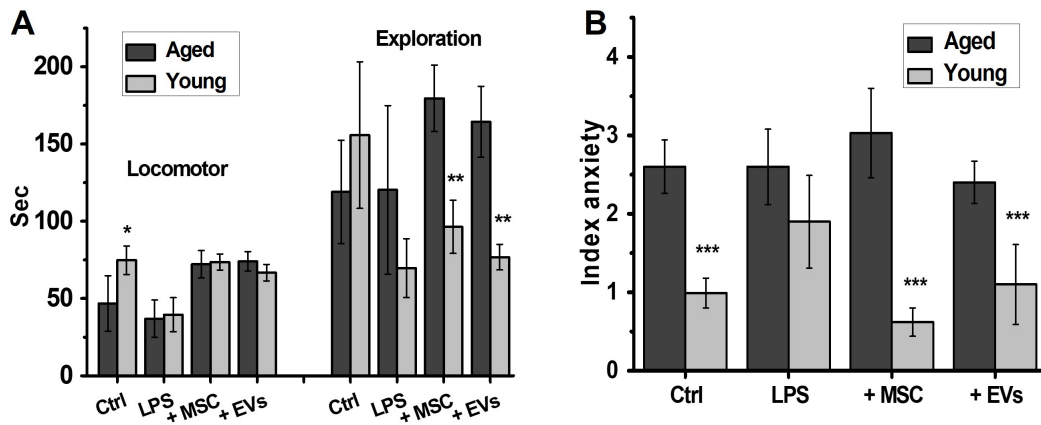 A
Aged
Young
Exploration
Locomotor
Sec
200
150
100
50
0
*
**
**
Ctrl
LPS
+ MSC
+ EVs
Ctrl
LPS
+ MSC
+ EVs
B
Aged
Young
Index anxiety
4
3
2
1
0
***
***
***
Ctrl
LPS
+ MSC
+ EVs